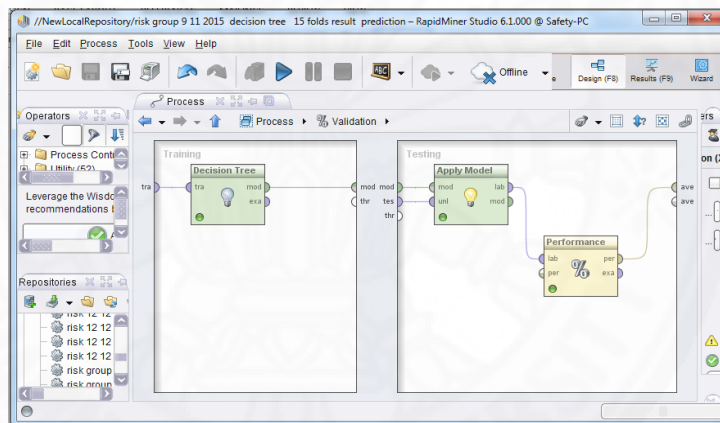 //NewLocalRepository/risk group 9 11 2015 decision tree 15 folds result prediction – RapidMiner Studio 6.1.000 @ Safety-PC
File Edit Process Tools View Help
Offline
Design (F8) Results (F9) Wizard
Operators
Process
Process Validation
Process Cont
Utility (52)
Leverage the Wisdo
recommendations
Training
Decision Tree
tra tra mod mod
exa thr
Testing
Apply Model
mod mod lab ave
tes unl mod ave
thr
Performance
lab per
per exa
Repositories
risk 12 12
risk 12 12
risk 12 12
risk 12 12
risk group
risk group